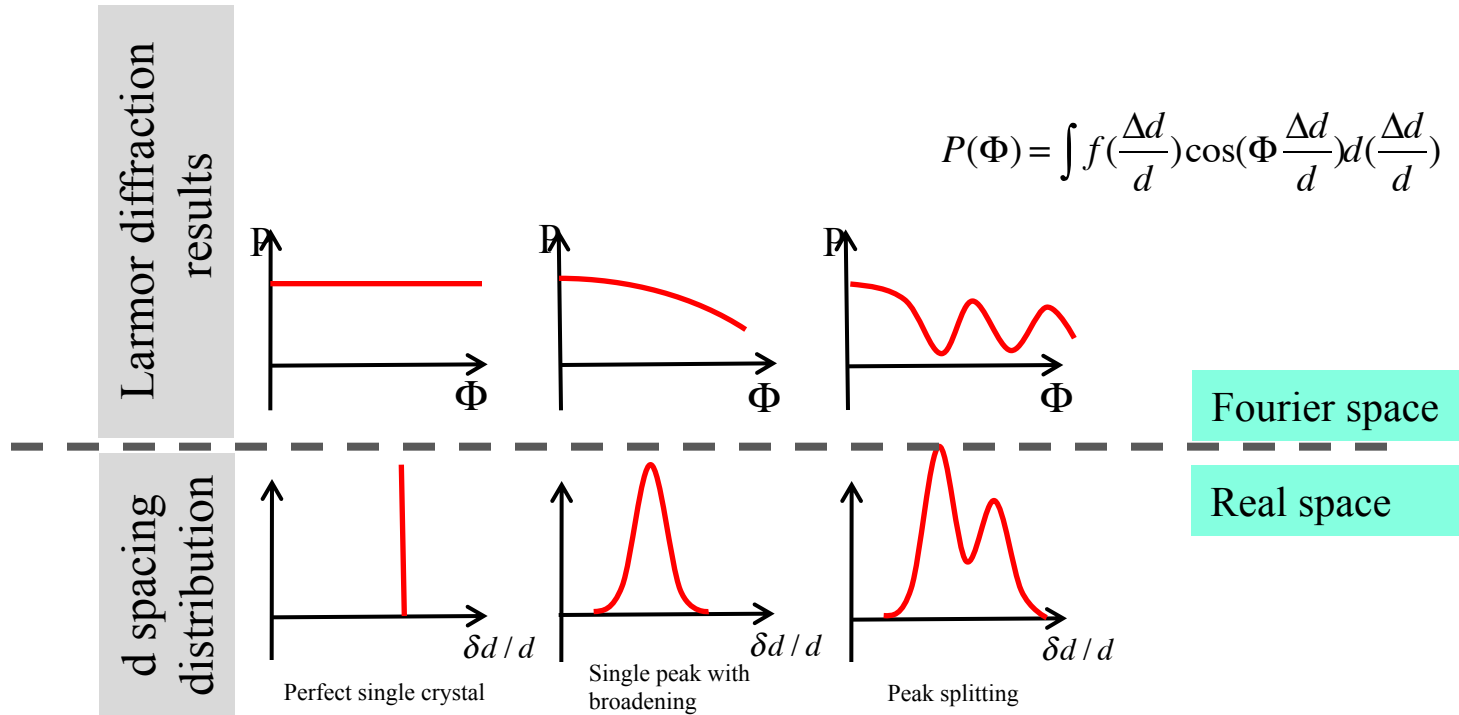 Larmor diffraction
results
P(Φ) = ∫ f(Δd/d)cos(Φ Δd/d)d(Δd/d)
P
Φ
P
Φ
P
Φ
Fourier space
d spacing
distribution
Real space
δd / d
Perfect single crystal
δd / d
Single peak with
broadening
δd / d
Peak splitting